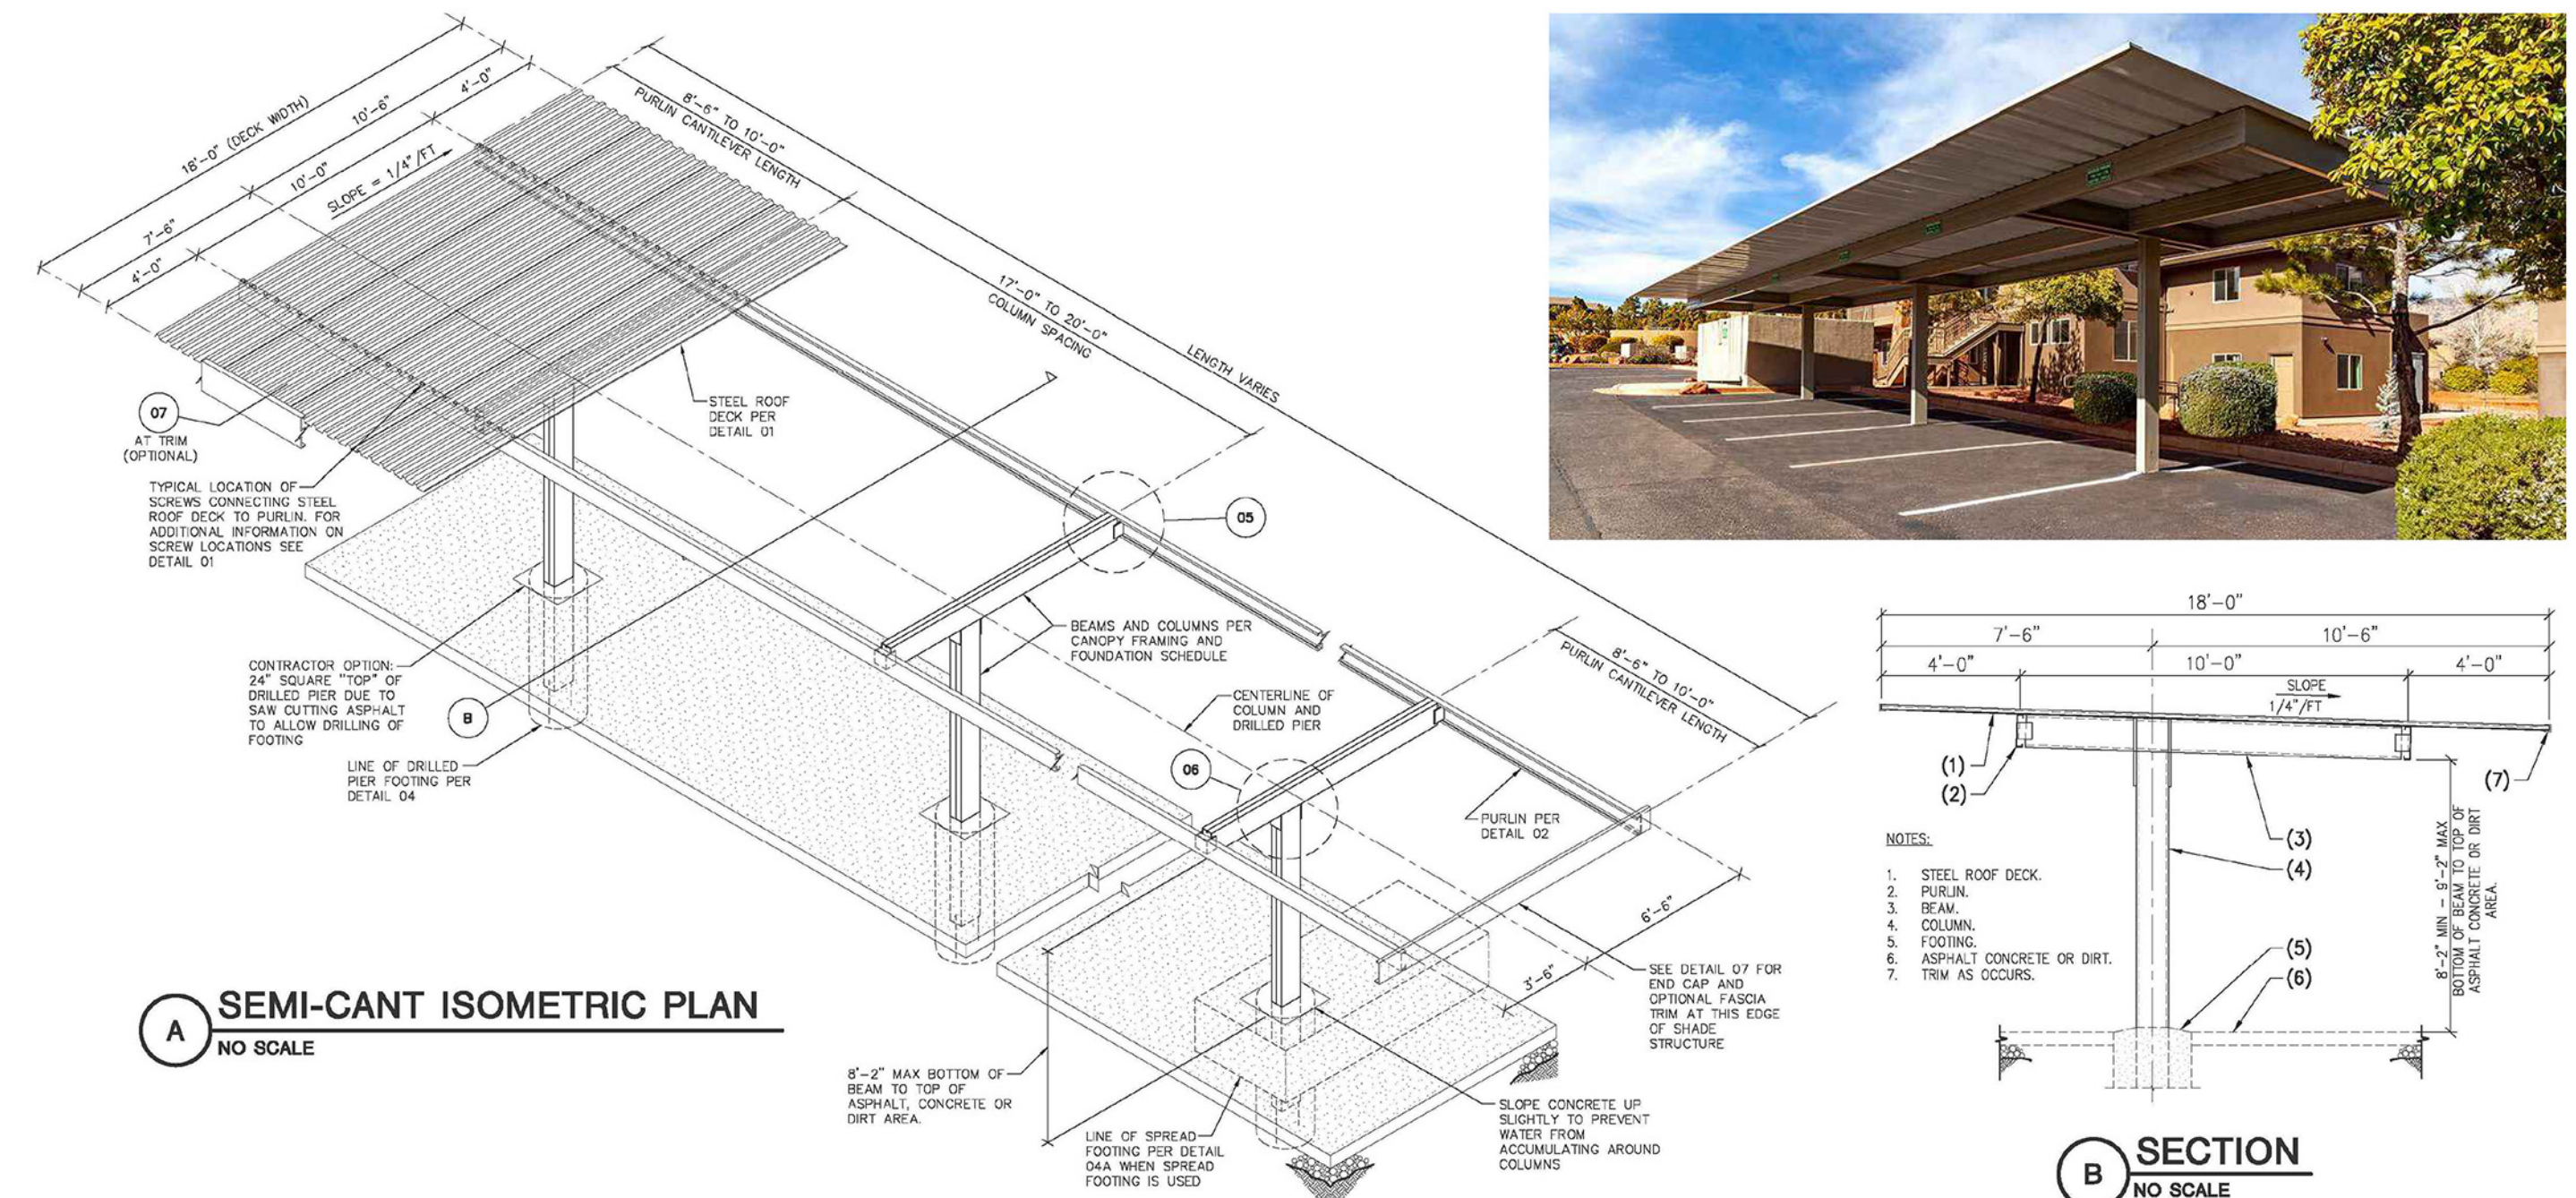 18'-0" (DECK WIDTH)
10'-6"
4'-0"
10'-0"
7'-6"
4'-0"
SLOPE = 1/4"/FT
8'-6" TO 10'-0"
PURLIN CANTILEVER LENGTH
17'-0" TO 20'-0"
COLUMN SPACING
LENGTH VARIES
07
AT TRIM
(OPTIONAL)
STEEL ROOF
DECK PER
DETAIL 01
TYPICAL LOCATION OF
SCREWS CONNECTING STEEL
ROOF DECK TO PURLIN. FOR
ADDITIONAL INFORMATION ON
SCREW LOCATIONS SEE
DETAIL 01
05
BEAMS AND COLUMNS PER
CANOPY FRAMING AND
FOUNDATION SCHEDULE
CONTRACTOR OPTION:
24" SQUARE "TOP" OF
DRILLED PIER DUE TO
SAW CUTTING ASPHALT
TO ALLOW DRILLING OF
FOOTING
B
LINE OF DRILLED
PIER FOOTING PER
DETAIL 04
CENTERLINE OF
COLUMN AND
DRILLED PIER
8'-6" TO 10'-0"
PURLIN CANTILEVER LENGTH
06
PURLIN PER
DETAIL 02
6'-6"
3'-6"
SEE DETAIL 07 FOR
END CAP AND
OPTIONAL FASCIA
TRIM AT THIS EDGE
OF SHADE
STRUCTURE
8'-2" MAX BOTTOM OF
BEAM TO TOP OF
ASPHALT, CONCRETE OR
DIRT AREA.
LINE OF SPREAD
FOOTING PER DETAIL
04A WHEN SPREAD
FOOTING IS USED
SLOPE CONCRETE UP
SLIGHTLY TO PREVENT
WATER FROM
ACCUMULATING AROUND
COLUMNS
A
SEMI-CANT ISOMETRIC PLAN
NO SCALE
18'-0"
7'-6"
10'-6"
4'-0"
10'-0"
4'-0"
SLOPE
1/4"/FT
(1)
(2)
(7)
(3)
(4)
(5)
(6)
8'-2" MIN - 9'-2" MAX
BOTTOM OF BEAM TO TOP OF
ASPHALT CONCRETE OR DIRT
AREA.
NOTES:
1. STEEL ROOF DECK.
2. PURLIN.
3. BEAM.
4. COLUMN.
5. FOOTING.
6. ASPHALT CONCRETE OR DIRT.
7. TRIM AS OCCURS.
B
SECTION
NO SCALE